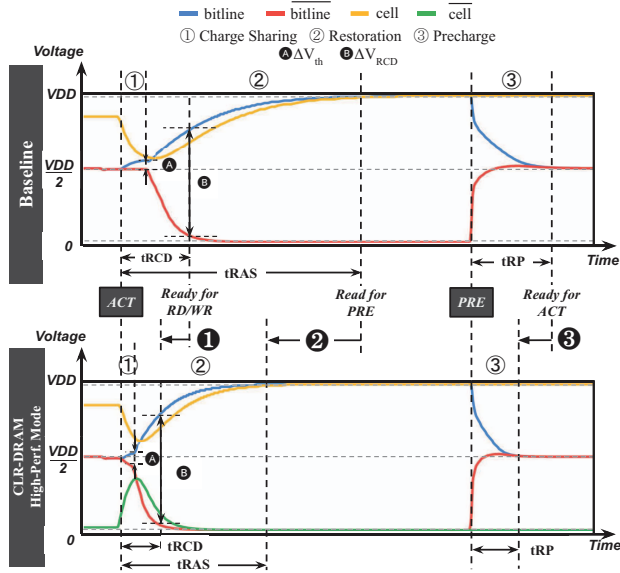 bitline bitline cell cell
① Charge Sharing ② Restoration ③ Precharge
A ΔVth B ΔVRCD
Voltage
① ② ③
VDD
VDD/2
A
B
0
Baseline
tRCD
tRAS
tRP
Time
ACT
Ready for RD/WR
Read for PRE
PRE
Ready for ACT
❶ ❷ ❸
Voltage
① ② ③
VDD
VDD/2
A
B
0
CLR-DRAM
High-Perf. Mode
tRCD
tRAS
tRP
Time